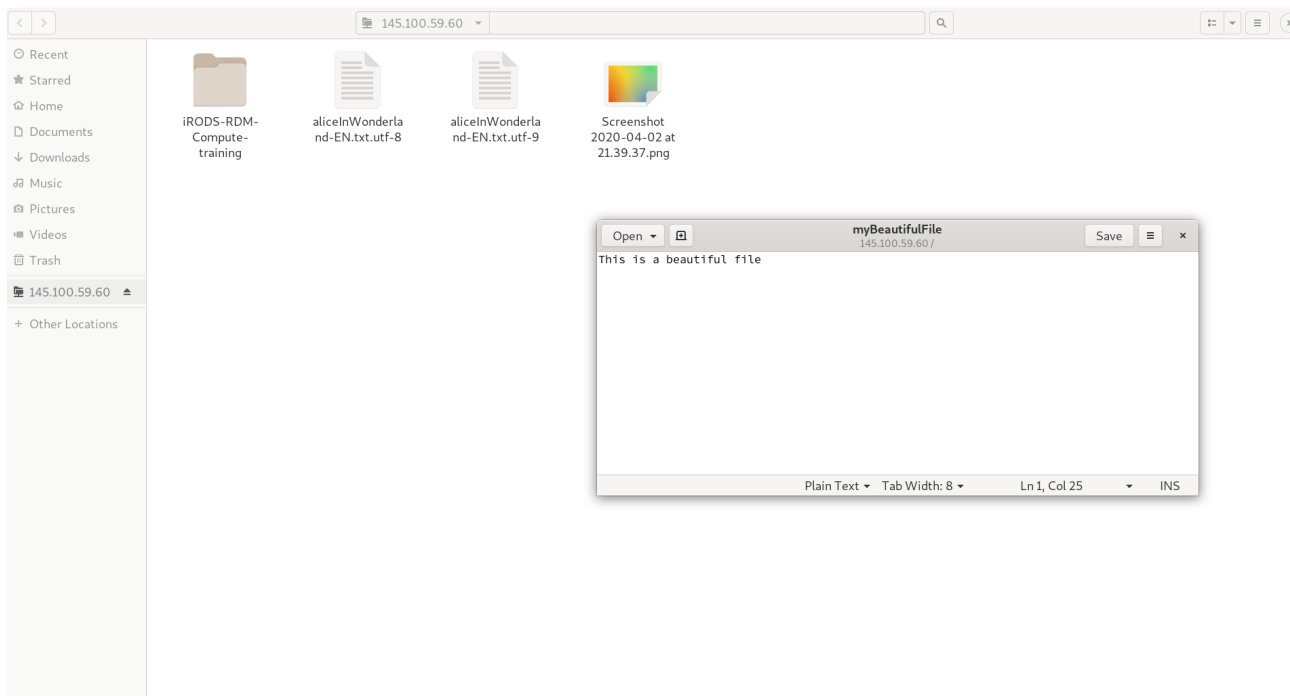 145.100.59.60
Recent
Starred
Home
Documents
Downloads
Music
Pictures
Videos
Trash
145.100.59.60
+ Other Locations
iRODS-RDM-
Compute-
training
aliceInWonderla
nd-EN.txt.utf-8
aliceInWonderla
nd-EN.txt.utf-9
Screenshot
2020-04-02 at
21.39.37.png
Open
myBeautifulFile
145.100.59.60 /
Save
This is a beautiful file
Plain Text Tab Width: 8 Ln 1, Col 25 INS